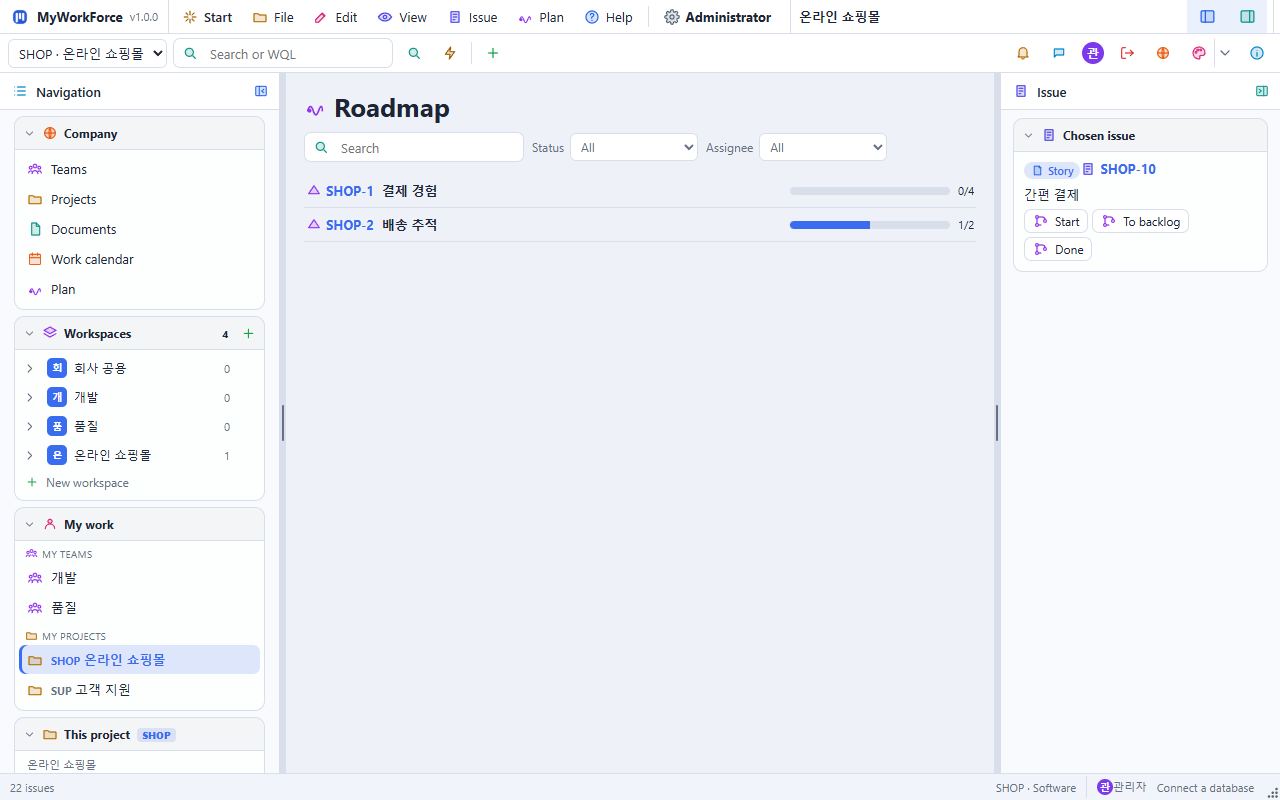 MyWorkForce v1.0.0 Start File Edit View Issue Plan Help Administrator 온라인 쇼핑몰
SHOP · 온라인 쇼핑몰 Search or WQL 관
Navigation
Company
Teams
Projects
Documents
Work calendar
Plan
Workspaces 4
회 회사 공용 0
개 개발 0
품 품질 0
온 온라인 쇼핑몰 1
New workspace
My work
MY TEAMS
개발
품질
MY PROJECTS
SHOP 온라인 쇼핑몰
SUP 고객 지원
This project SHOP
온라인 쇼핑몰
Roadmap
Search Status All Assignee All
SHOP-1 결제 경험 0/4
SHOP-2 배송 추적 1/2
Issue
Chosen issue
Story SHOP-10
간편 결제
Start To backlog
Done
22 issues SHOP · Software 관 관리자 Connect a database